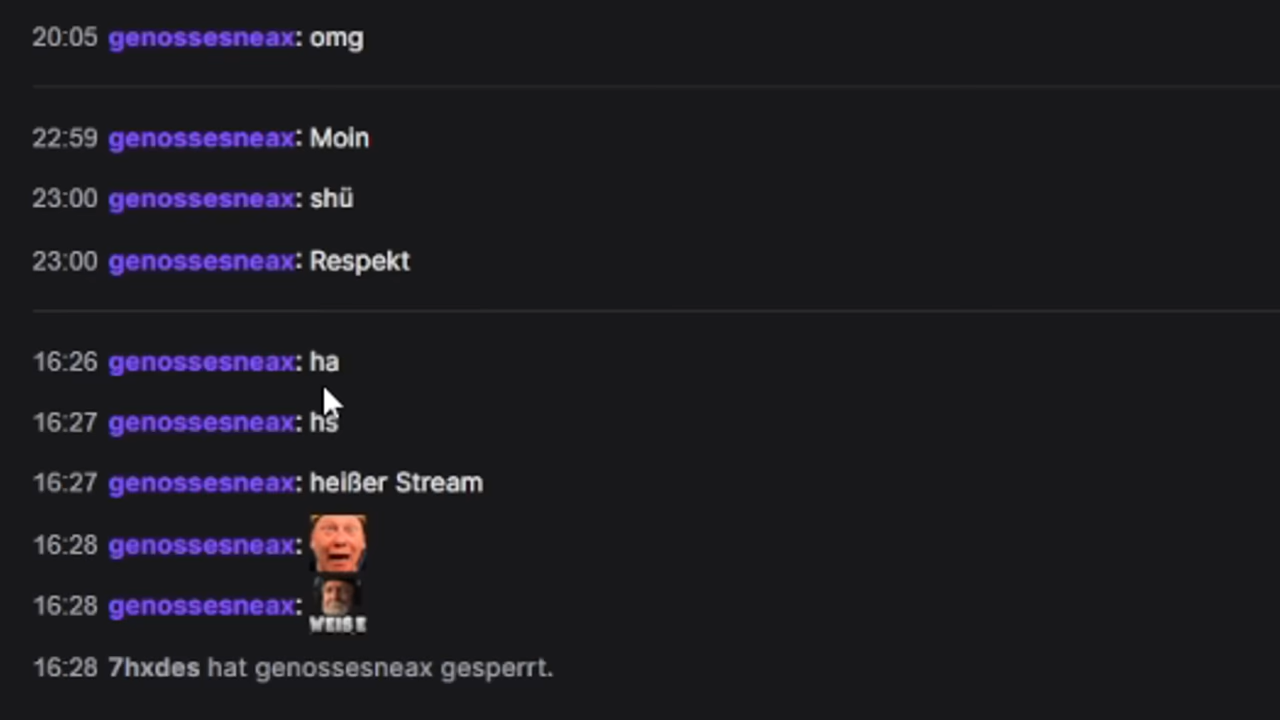 20:05 genossesneax: omg
22:59 genossesneax: Moin
23:00 genossesneax: shü
23:00 genossesneax: Respekt
16:26 genossesneax: ha
16:27 genossesneax: hs
16:27 genossesneax: heißer Stream
16:28 genossesneax:
16:28 genossesneax:
WEISE
16:28 7hxdes hat genossesneax gesperrt.